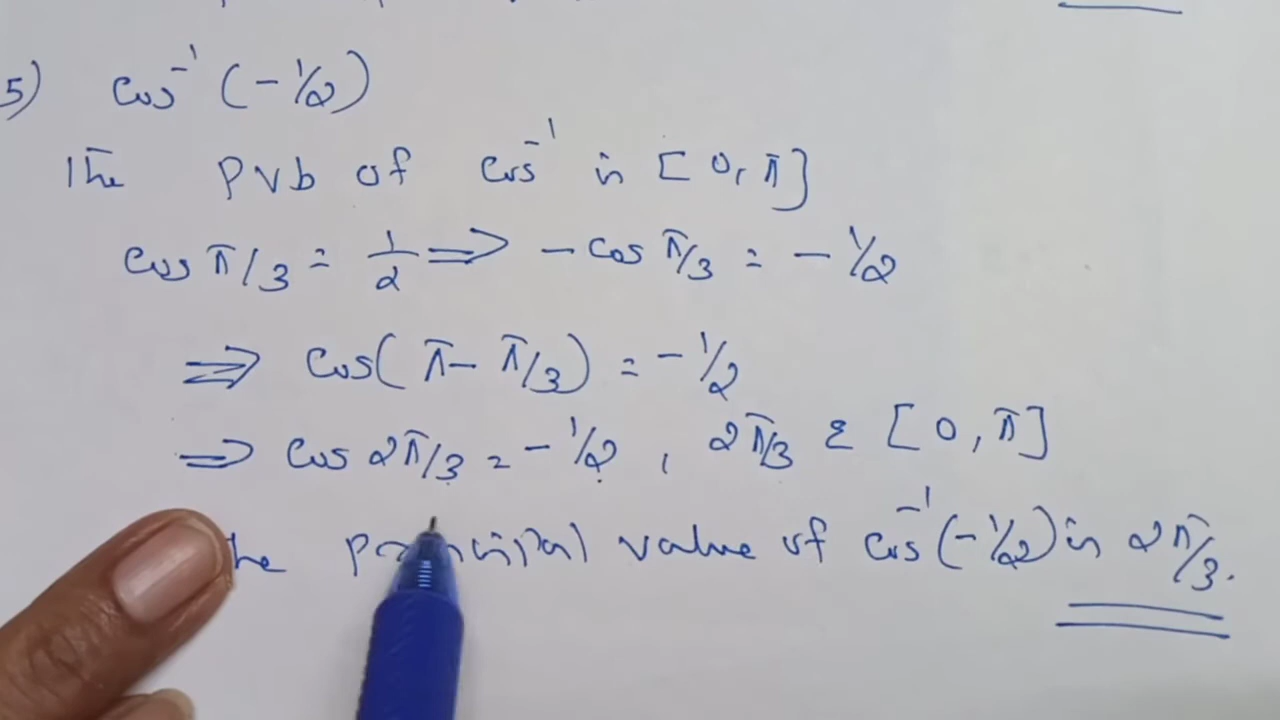 5) cos⁻¹ (-1/2)
The pvb of cos⁻¹ is [0, π]
cos π/3 = 1/2 ⇒ - cos π/3 = - 1/2
⇒ cos(π - π/3) = - 1/2
⇒ cos 2π/3 = - 1/2 , 2π/3 ε [0, π]
value of cos⁻¹(-1/2) is 2π/3.